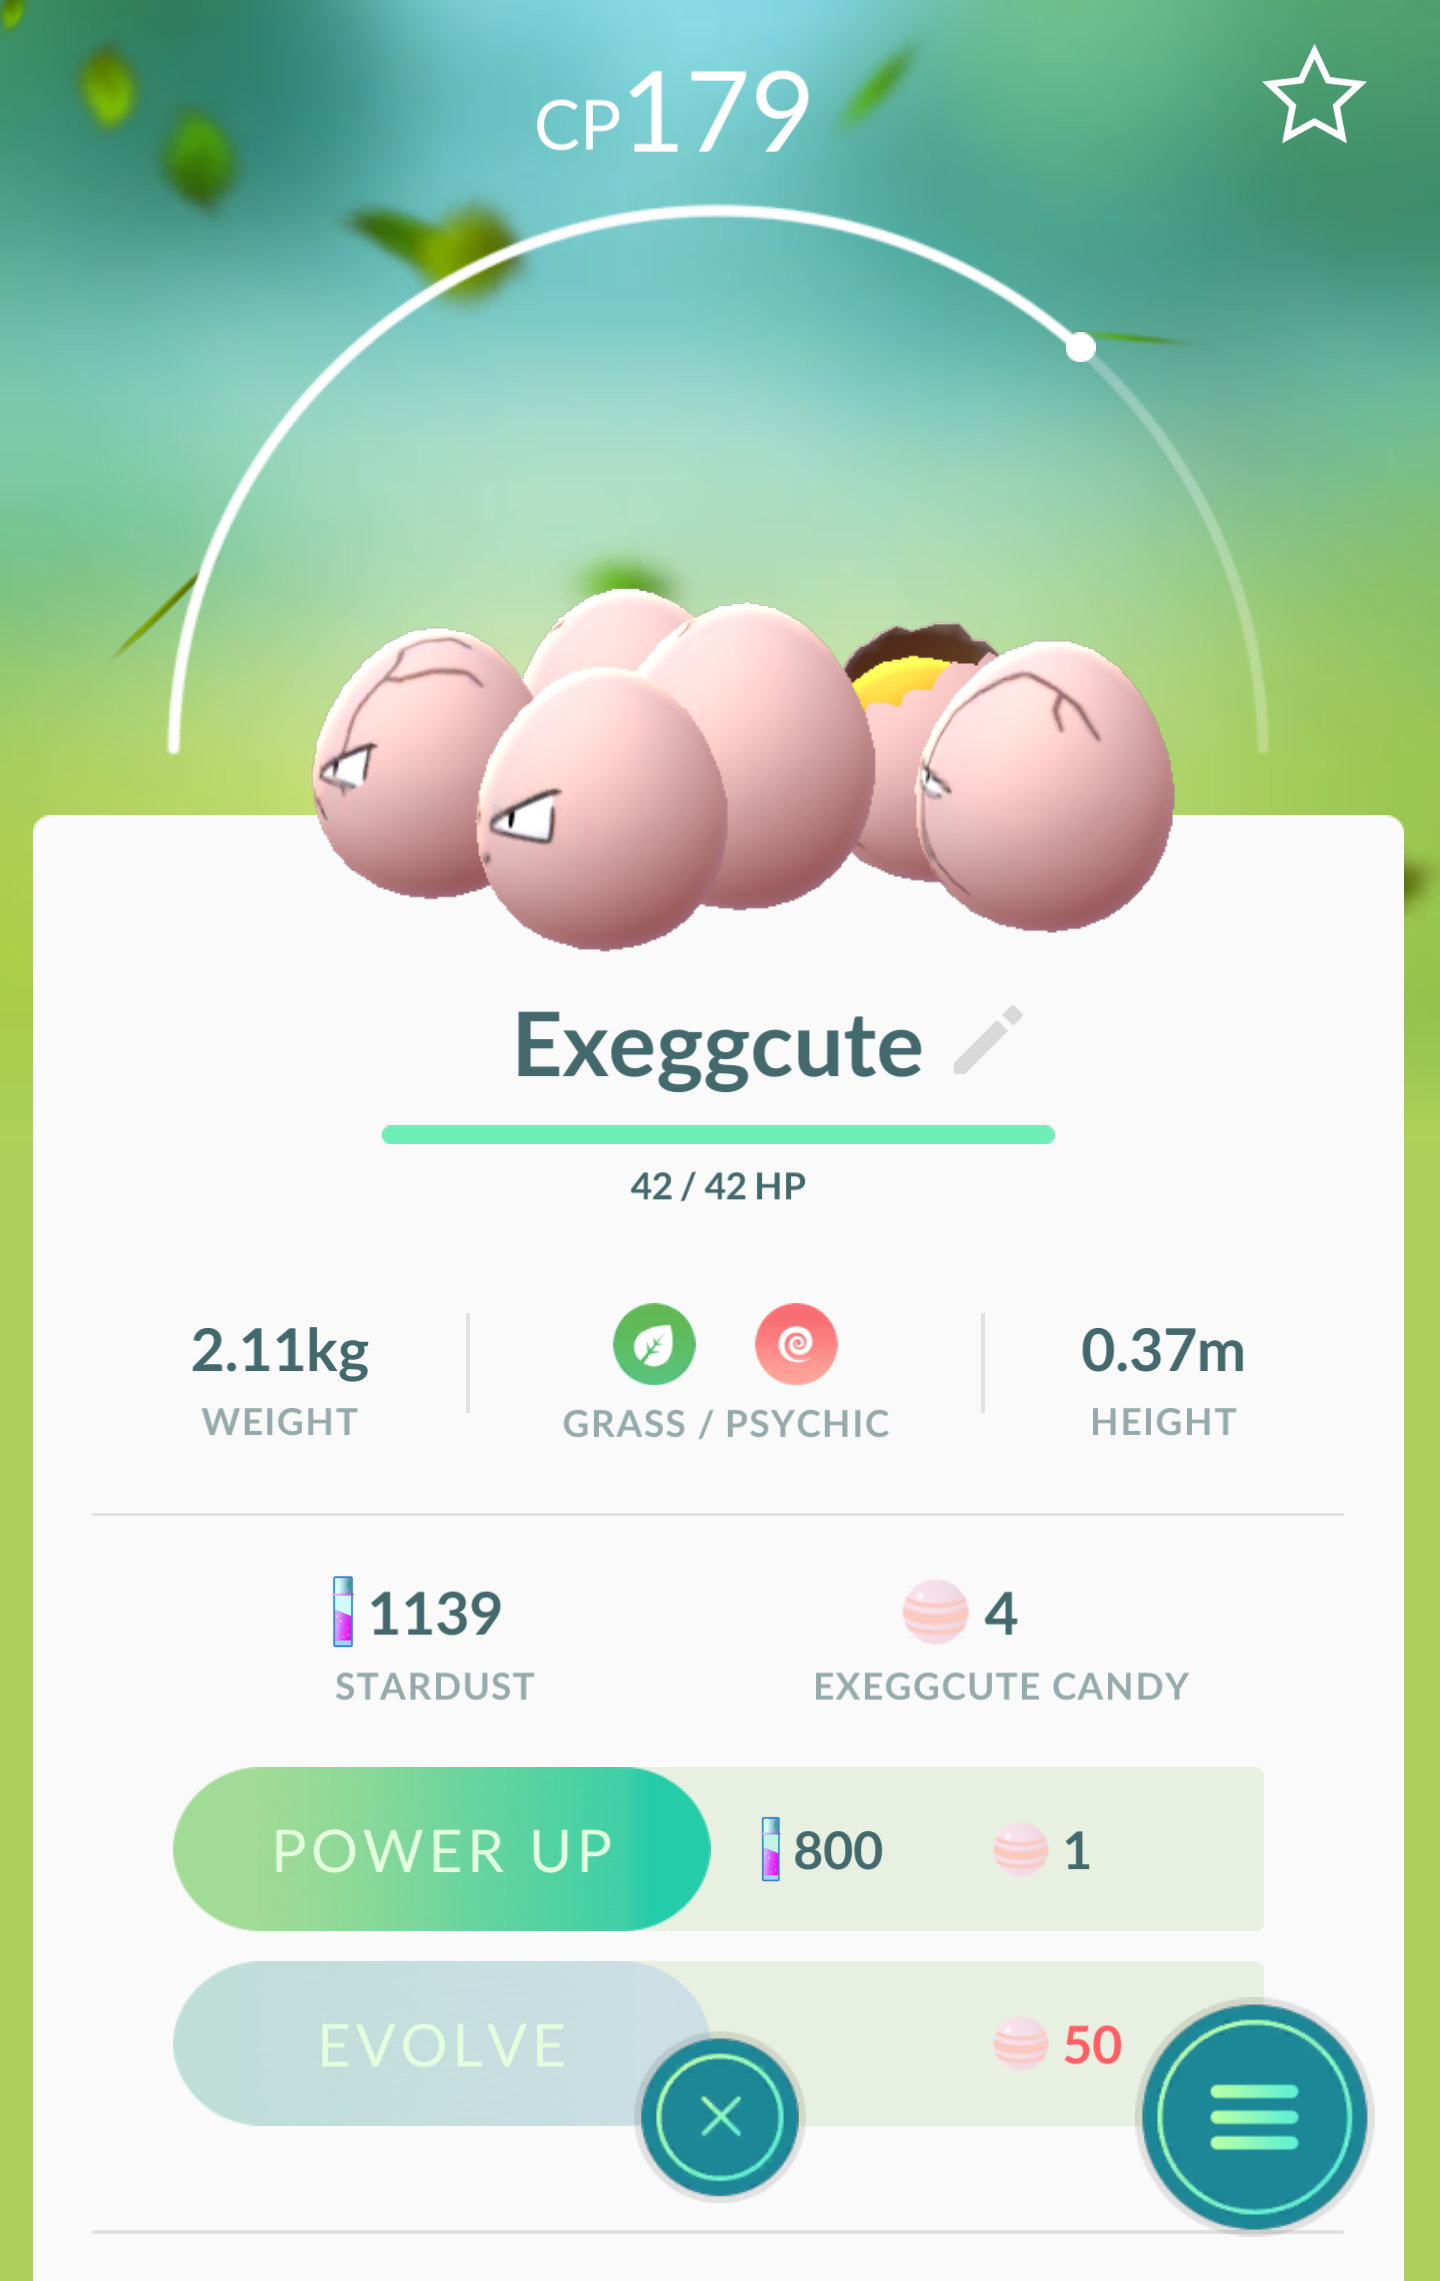 CP179
Exeggcute
42 / 42 HP
2.11kg
WEIGHT
GRASS / PSYCHIC
0.37m
HEIGHT
1139
STARDUST
4
EXEGGCUTE CANDY
POWER UP 800 1
EVOLVE 50